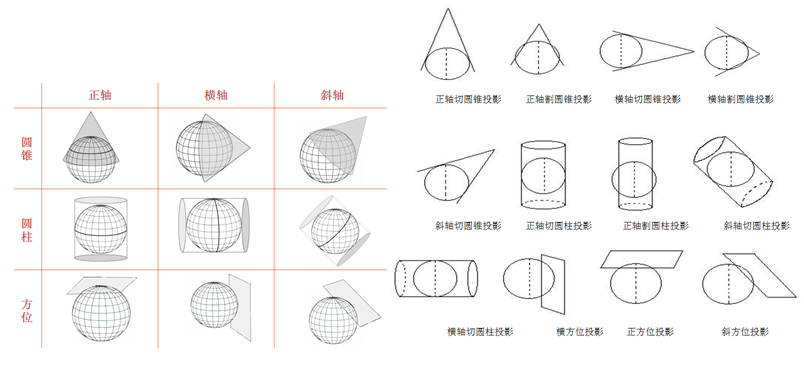 正轴 横轴 斜轴
圆锥
圆柱
方位
正轴切圆锥投影 正轴割圆锥投影 横轴切圆锥投影 横轴割圆锥投影
斜轴切圆锥投影 正轴切圆柱投影 正轴割圆柱投影 斜轴切圆柱投影
横轴切圆柱投影 横方位投影 正方位投影 斜方位投影